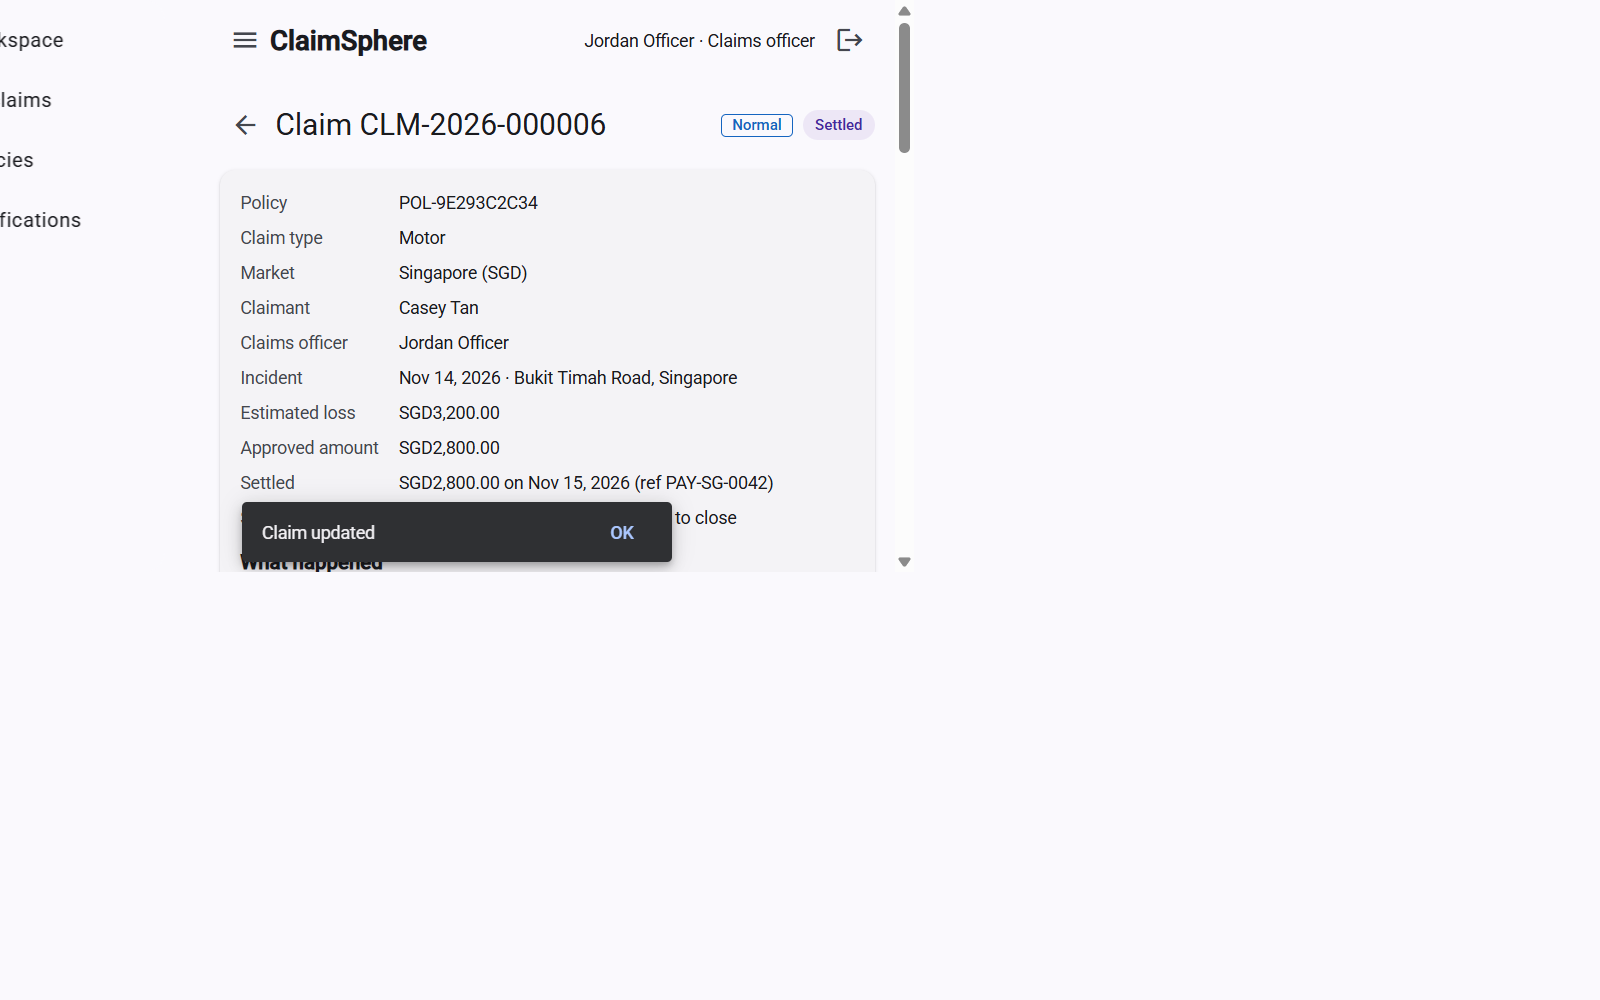 kspace
laims
cies
fications
ClaimSphere
Jordan Officer · Claims officer
Claim CLM-2026-000006
Normal
Settled
Policy POL-9E293C2C34
Claim type Motor
Market Singapore (SGD)
Claimant Casey Tan
Claims officer Jordan Officer
Incident Nov 14, 2026 · Bukit Timah Road, Singapore
Estimated loss SGD3,200.00
Approved amount SGD2,800.00
Settled SGD2,800.00 on Nov 15, 2026 (ref PAY-SG-0042)
to close
Claim updated OK
What happened